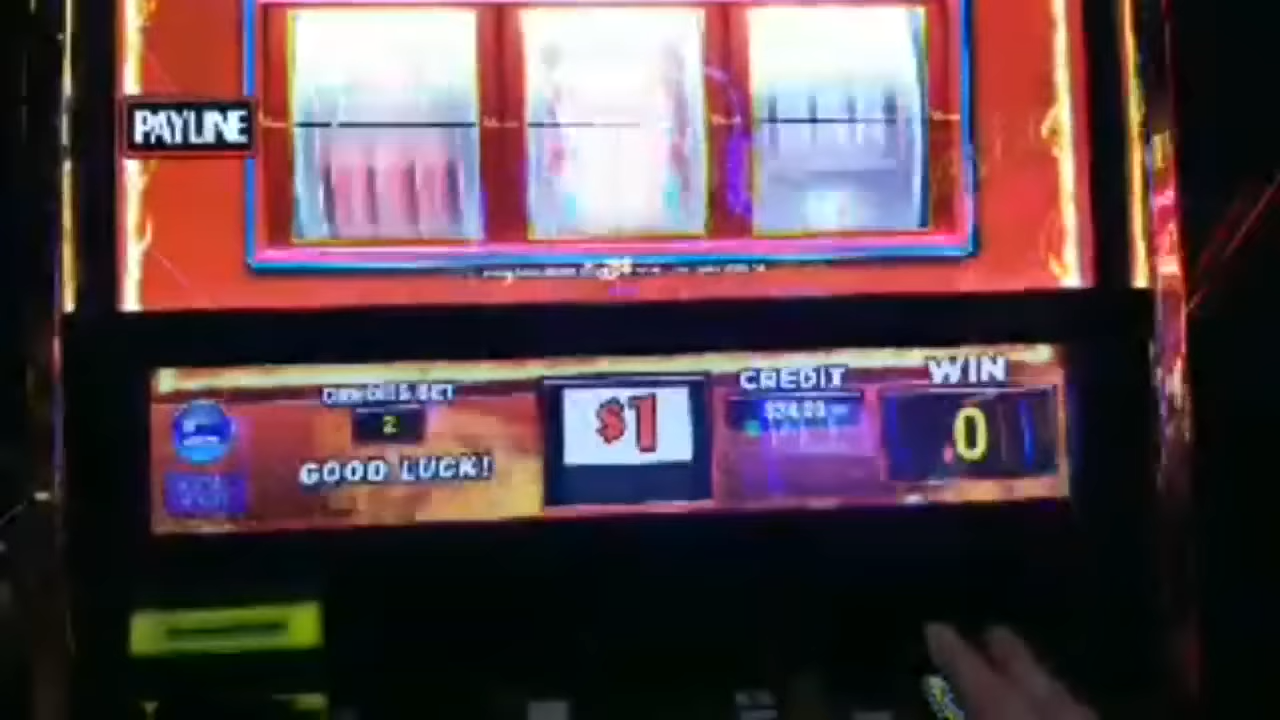 PAYLINE
CREDITS BET
2
GOOD LUCK!
$1
CREDIT
WIN
0